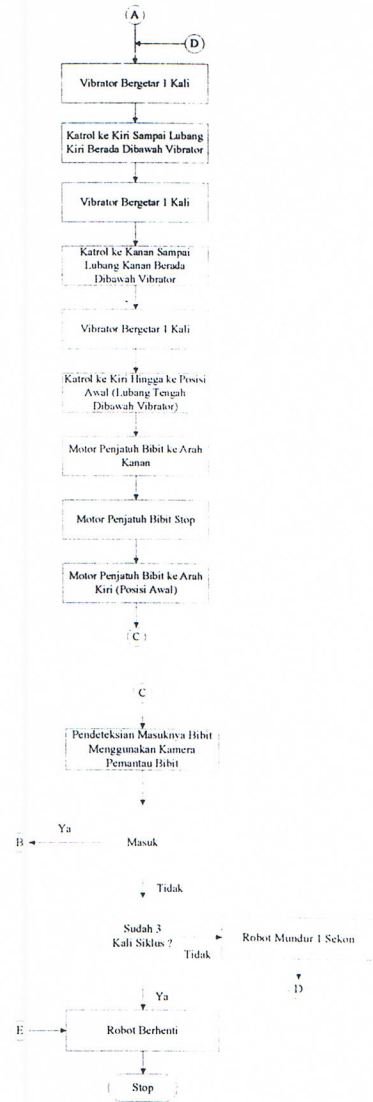 A
D
Vibrator Bergetar 1 Kali
Katrol ke Kiri Sampai Lubang
Kiri Berada Dibawah Vibrator
Vibrator Bergetar 1 Kali
Katrol ke Kanan Sampai
Lubang Kanan Berada
Dibawah Vibrator
Vibrator Bergetar 1 Kali
Katrol ke Kiri Hingga ke Posisi
Awal (Lubang Tengah
Dibawah Vibrator)
Motor Penjatuh Bibit ke Arah
Kanan
Motor Penjatuh Bibit Stop
Motor Penjatuh Bibit ke Arah
Kiri (Posisi Awal)
C
C
Pendeteksian Masuknya Bibit
Menggunakan Kamera
Pemantau Bibit
Ya
B
Masuk
Tidak
Sudah 3
Kali Siklus ?
Tidak
Robot Mundur 1 Sekon
D
Ya
E
Robot Berhenti
Stop